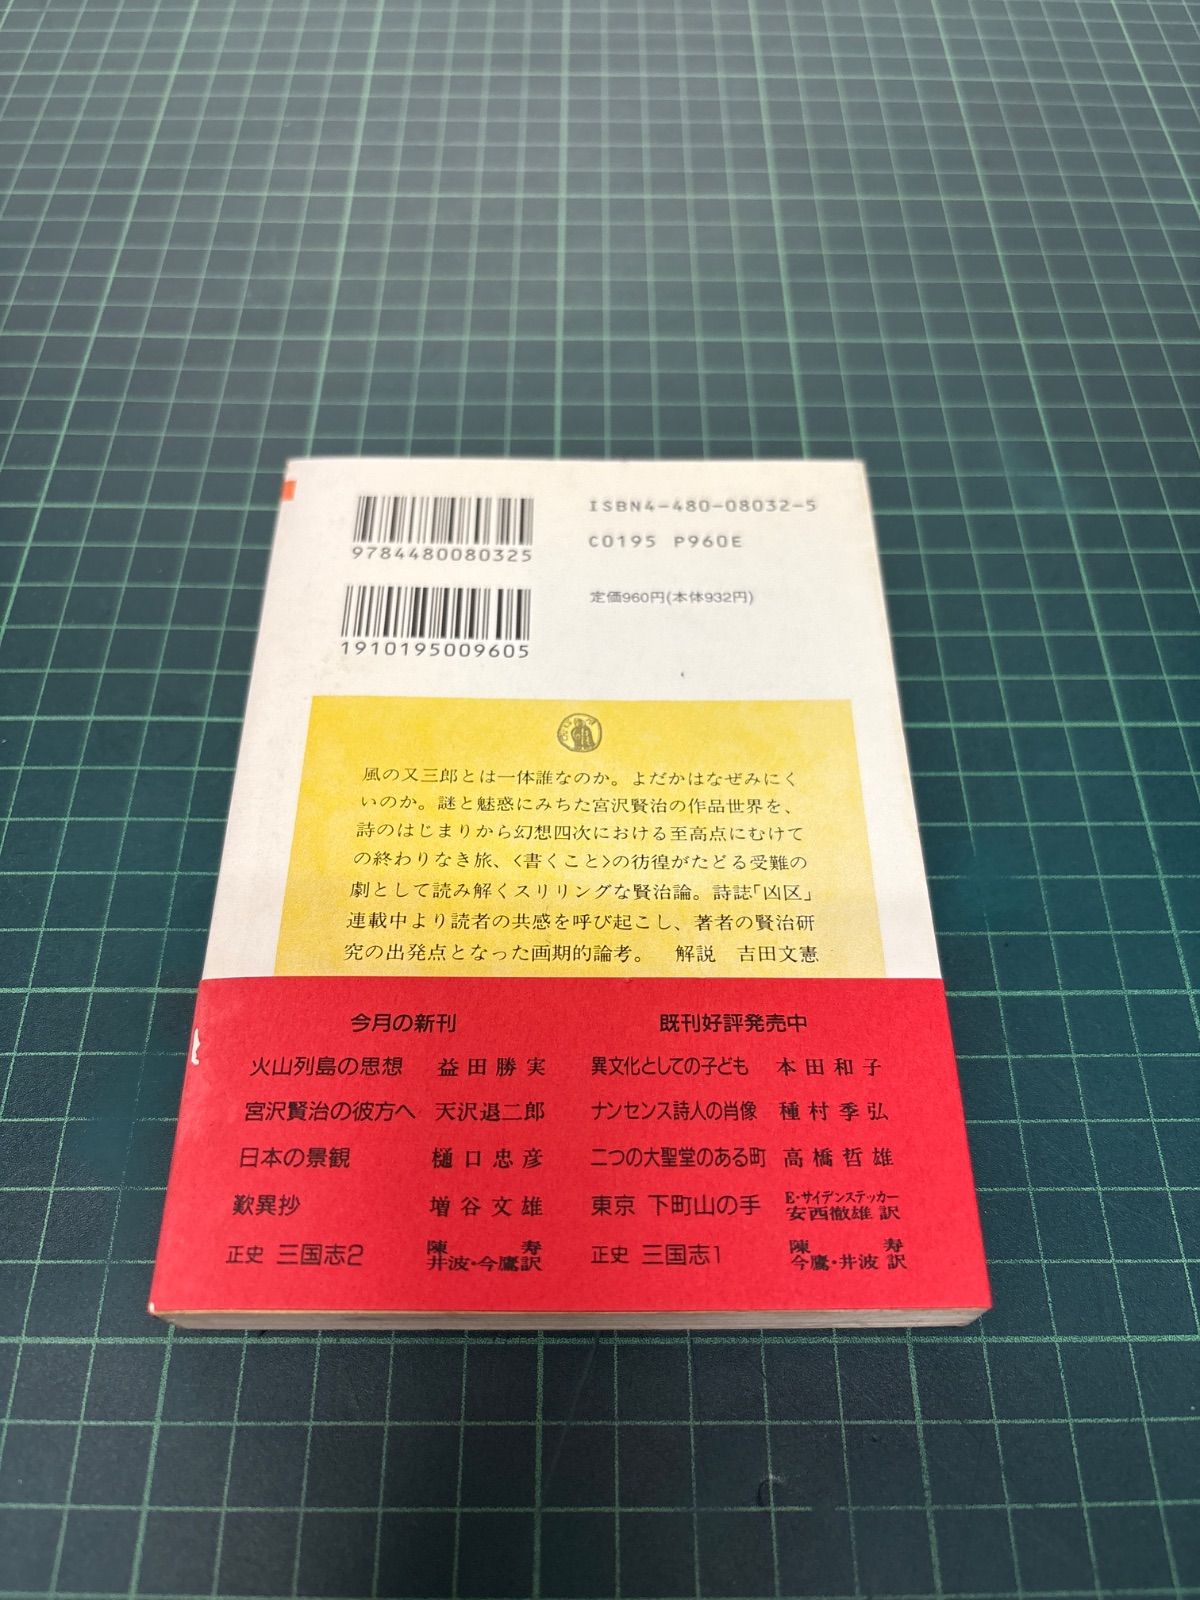 9784480080325
1910195009605
ISBN4-480-08032-5
C0195 P960E
定価960円(本体932円)
風の又三郎とは一体誰なのか。よだかはなぜみにく
いのか。謎と魅惑にみちた宮沢賢治の作品世界を、
詩のはじまりから幻想四次における至高点にむけて
の終わりなき旅、〈書くこと〉の彷徨がたどる受難の
劇として読み解くスリリングな賢治論。詩誌「凶区」
連載中より読者の共感を呼び起こし、著者の賢治研
究の出発点となった画期的論考。 解説 吉田文憲
今月の新刊
火山列島の思想 益田勝実
宮沢賢治の彼方へ 天沢退二郎
日本の景観 樋口忠彦
歎異抄 増谷文雄
正史 三国志2 陳寿
井波・今鷹訳
既刊好評発売中
異文化としての子ども 本田和子
ナンセンス詩人の肖像 種村季弘
二つの大聖堂のある町 高橋哲雄
東京 下町山の手 E・サイデンステッカー
安西徹雄 訳
正史 三国志1 陳寿
今鷹・井波 訳